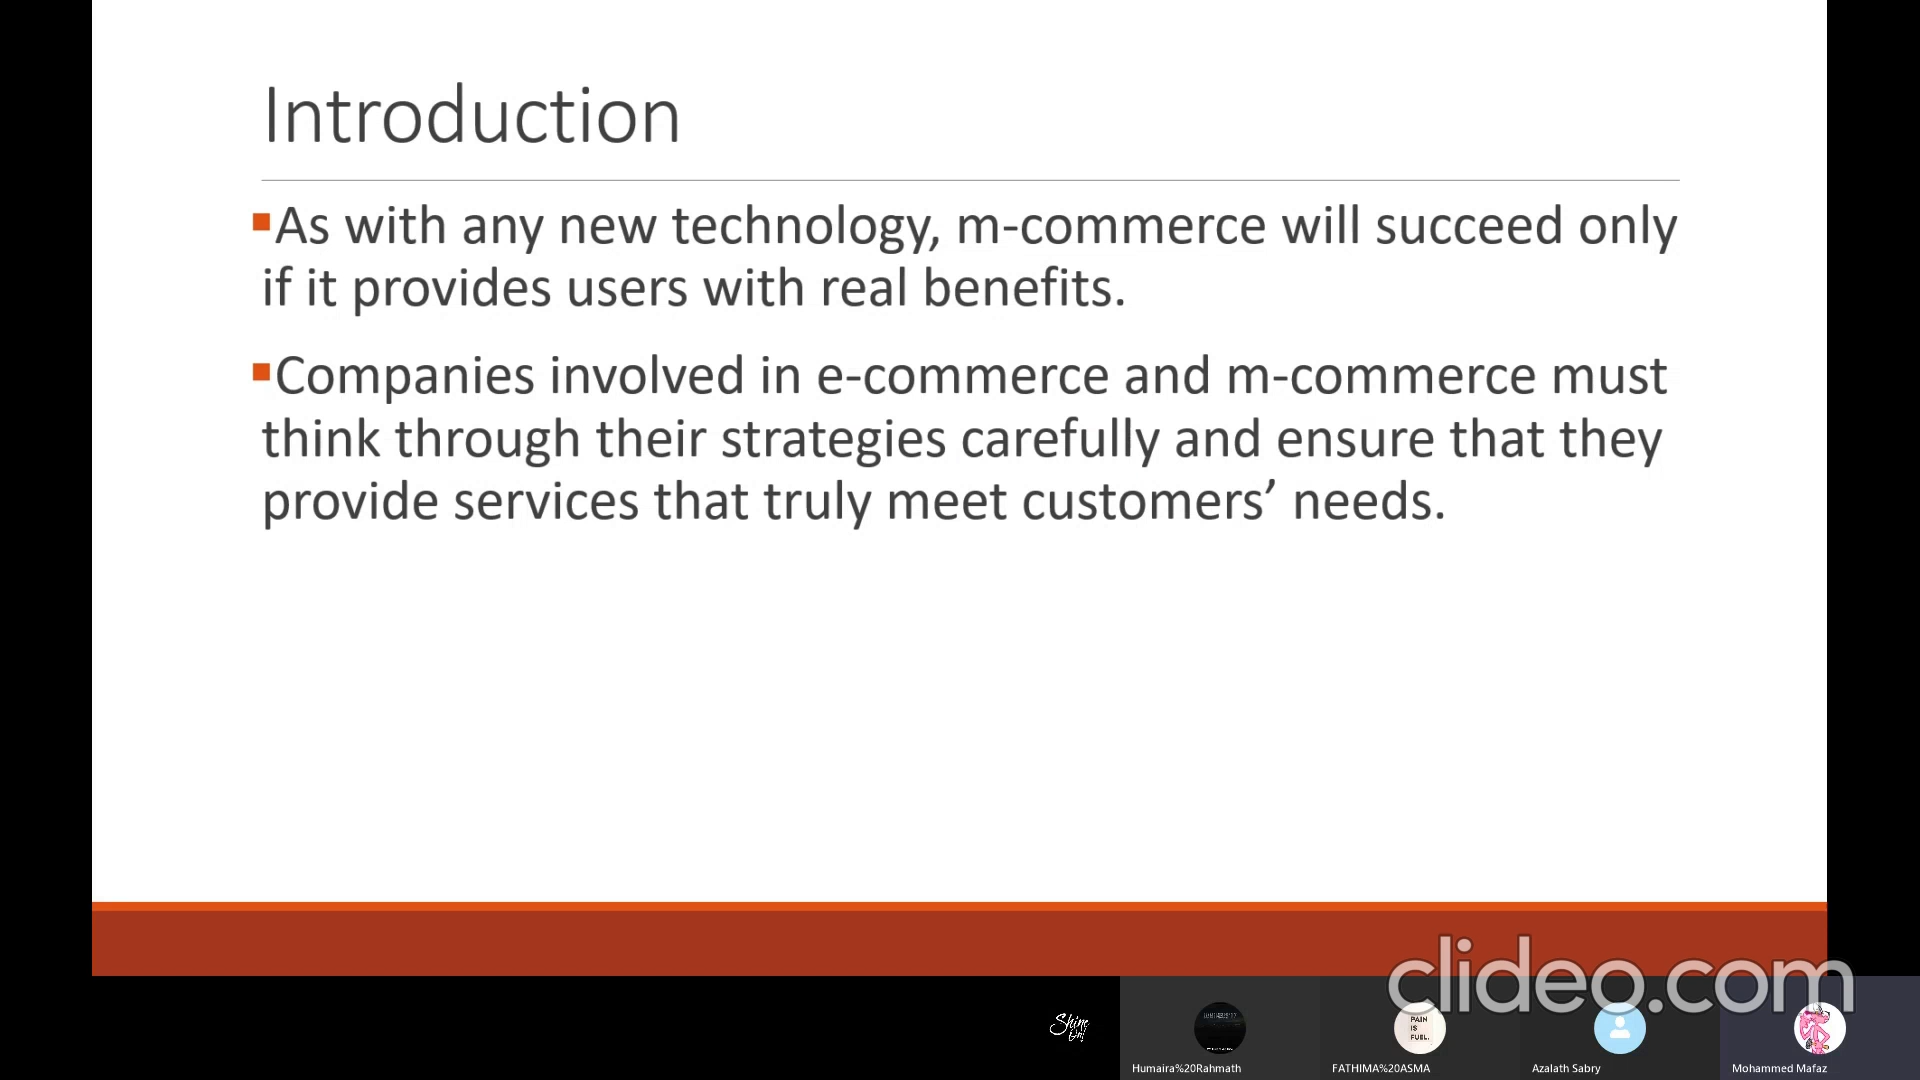 Introduction
▪As with any new technology, m-commerce will succeed only
if it provides users with real benefits.
▪Companies involved in e-commerce and m-commerce must
think through their strategies carefully and ensure that they
provide services that truly meet customers’ needs.
clideo.com
Shine
PAIN
IS
FUEL.
Humaira%20Rahmath
FATHIMA%20ASMA
Azalath Sabry
Mohammed Mafaz